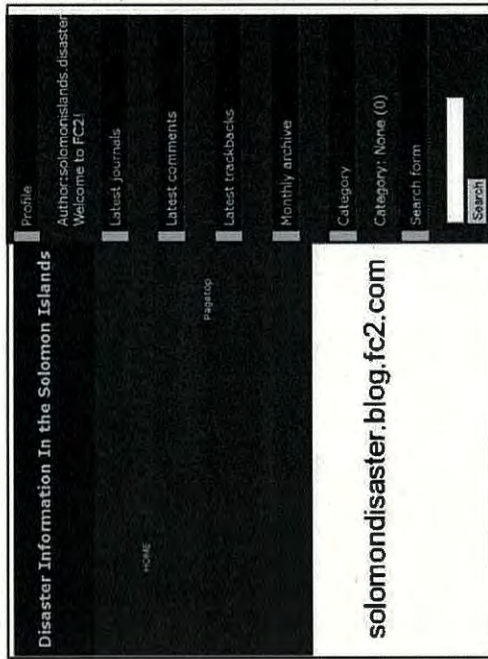 Disaster Information In the Solomon Islands
HOME
Pagetop
solomondisaster.blog.fc2.com
Profile
Author:solomonislands.disaster
Welcome to FC2!
Latest journals
Latest comments
Latest trackbacks
Monthly archive
Category
Category: None (0)
Search form
Search